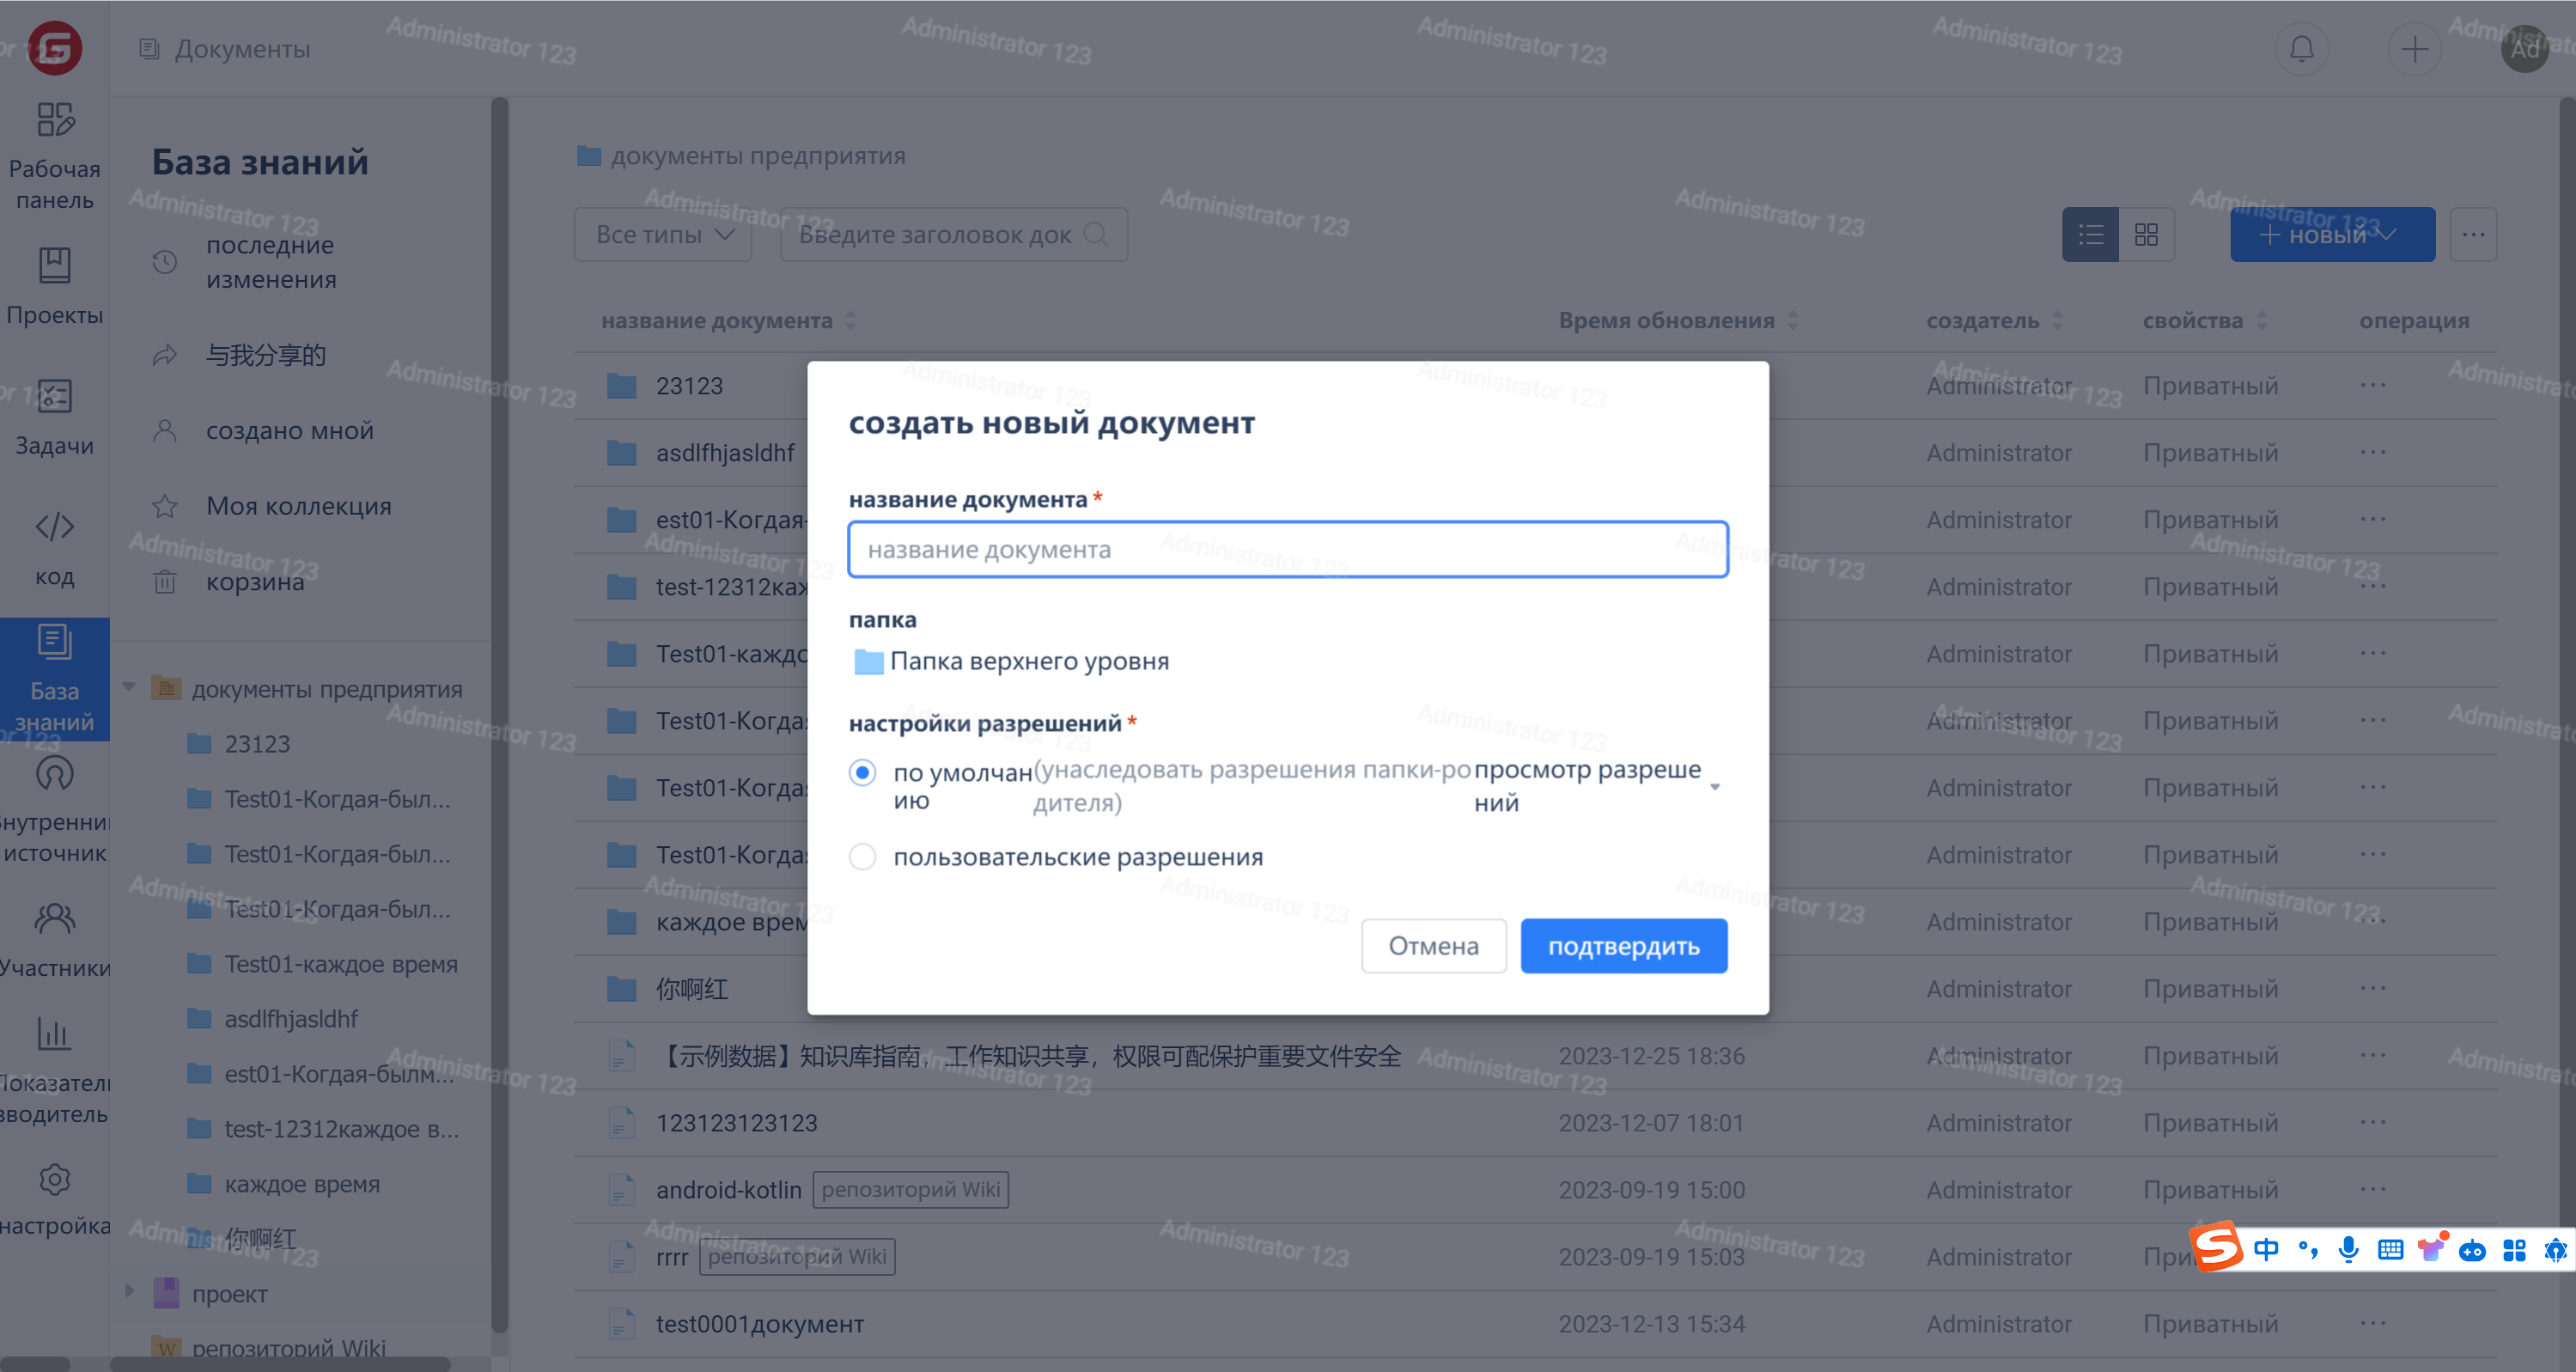 Документы
Ad
Рабочая
панель
Проекты
Задачи
код
База
знаний
источник
Участники
настройка
База знаний
последние
изменения
与我分享的
создано мной
Моя коллекция
корзина
документы предприятия
23123
Test01-Когдая-был...
Test01-Когдая-был...
Test01-Когдая-был...
Test01-каждое время
asdlfhjasldhf
est01-Когдая-былм...
test-12312каждое в...
каждое время
你啊红
проект
репозиторий Wiki
документы предприятия
Все типы
Введите заголовок док
+ новый
название документа Время обновления создатель свойства операция
23123 Administrator Приватный
asdlfhjasldhf Administrator Приватный
est01-Когдая- Administrator Приватный
test-12312каж Administrator Приватный
Test01-каждо Administrator Приватный
Test01-Когда Administrator Приватный
Test01-Когда Administrator Приватный
Test01-Когда Administrator Приватный
каждое врем Administrator Приватный
你啊红 Administrator Приватный
【示例数据】知识库指南，工作知识共享，权限可配保护重要文件安全 2023-12-25 18:36 Administrator Приватный
123123123123 2023-12-07 18:01 Administrator Приватный
android-kotlin репозиторий Wiki 2023-09-19 15:00 Administrator Приватный
rrrr репозиторий Wiki 2023-09-19 15:03 Administrator
test0001документ 2023-12-13 15:34 Administrator Приватный
создать новый документ
название документа *
название документа
папка
Папка верхнего уровня
настройки разрешений *
по умолчан
ию
(унаследовать разрешения папки-ро
дителя)
просмотр разреше
ний
пользовательские разрешения
Отмена
подтвердить
中
Administrator 123